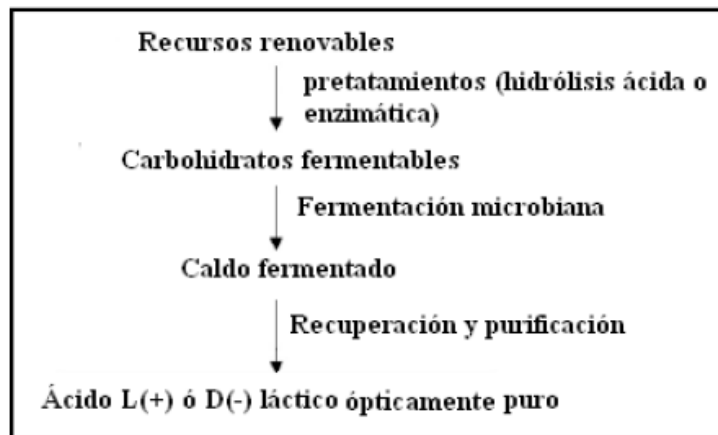 Recursos renovables
pretatamientos (hidrólisis ácida o
enzimática)
Carbohidratos fermentables
Fermentación microbiana
Caldo fermentado
Recuperación y purificación
Ácido L(+) ó D(-) láctico ópticamente puro